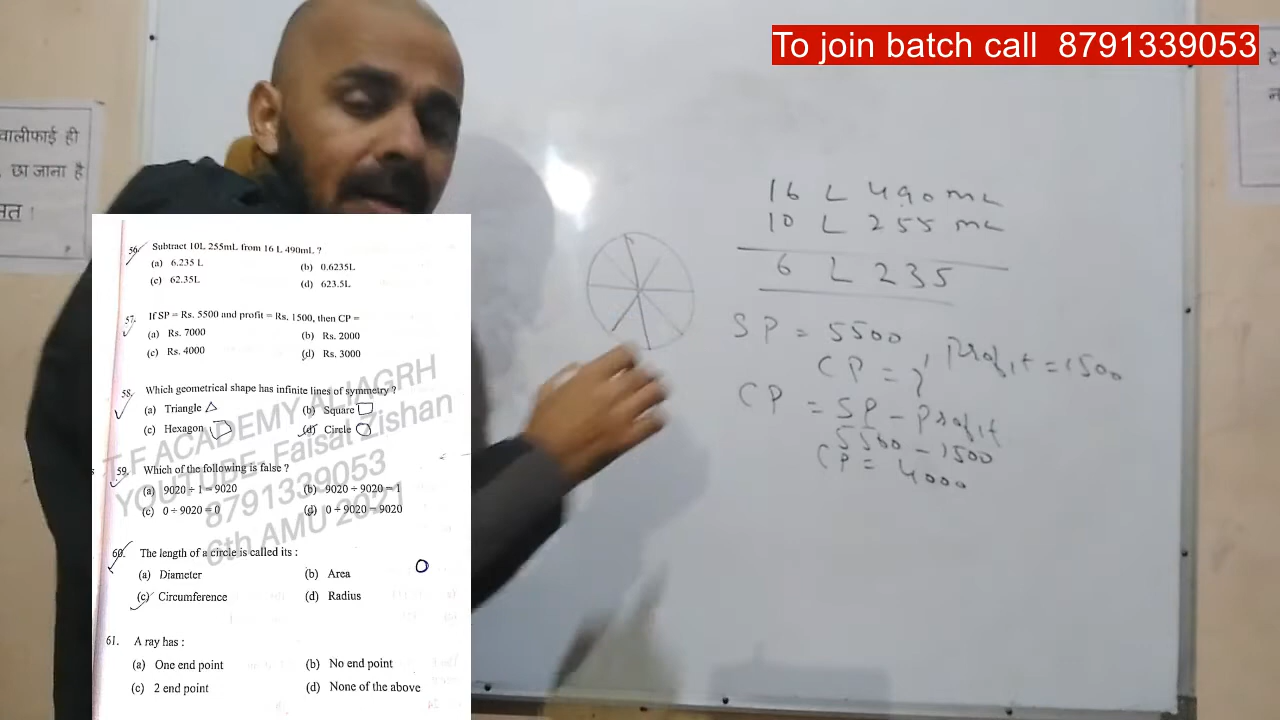 To join batch call 8791339053
वालीफाई ही
छा जाना है
मत !
16 L 490 mL
10 L 255 mL
6 L 235
SP = 5500, Profit = 1500
CP = ?
CP = SP - Profit
5500 - 1500
CP = 4000
56. Subtract 10L 255mL from 16 L 490mL ?
(a) 6.235 L (b) 0.6235L
(c) 62.35L (d) 623.5L
57. If SP = Rs. 5500 and profit = Rs. 1500, then CP =
(a) Rs. 7000 (b) Rs. 2000
(c) Rs. 4000 (d) Rs. 3000
58. Which geometrical shape has infinite lines of symmetry ?
(a) Triangle (b) Square
(c) Hexagon (d) Circle
59. Which of the following is false ?
(a) 9020 ÷ 1 = 9020 (b) 9020 ÷ 9020 = 1
(c) 0 ÷ 9020 = 0 (d) 0 ÷ 9020 = 9020
60. The length of a circle is called its :
(a) Diameter (b) Area
(c) Circumference (d) Radius
61. A ray has :
(a) One end point (b) No end point
(c) 2 end point (d) None of the above
T.F ACADEMY ALIAGRH
YOUTUBE- Faisal Zishan
8791339053
6th AMU 2021